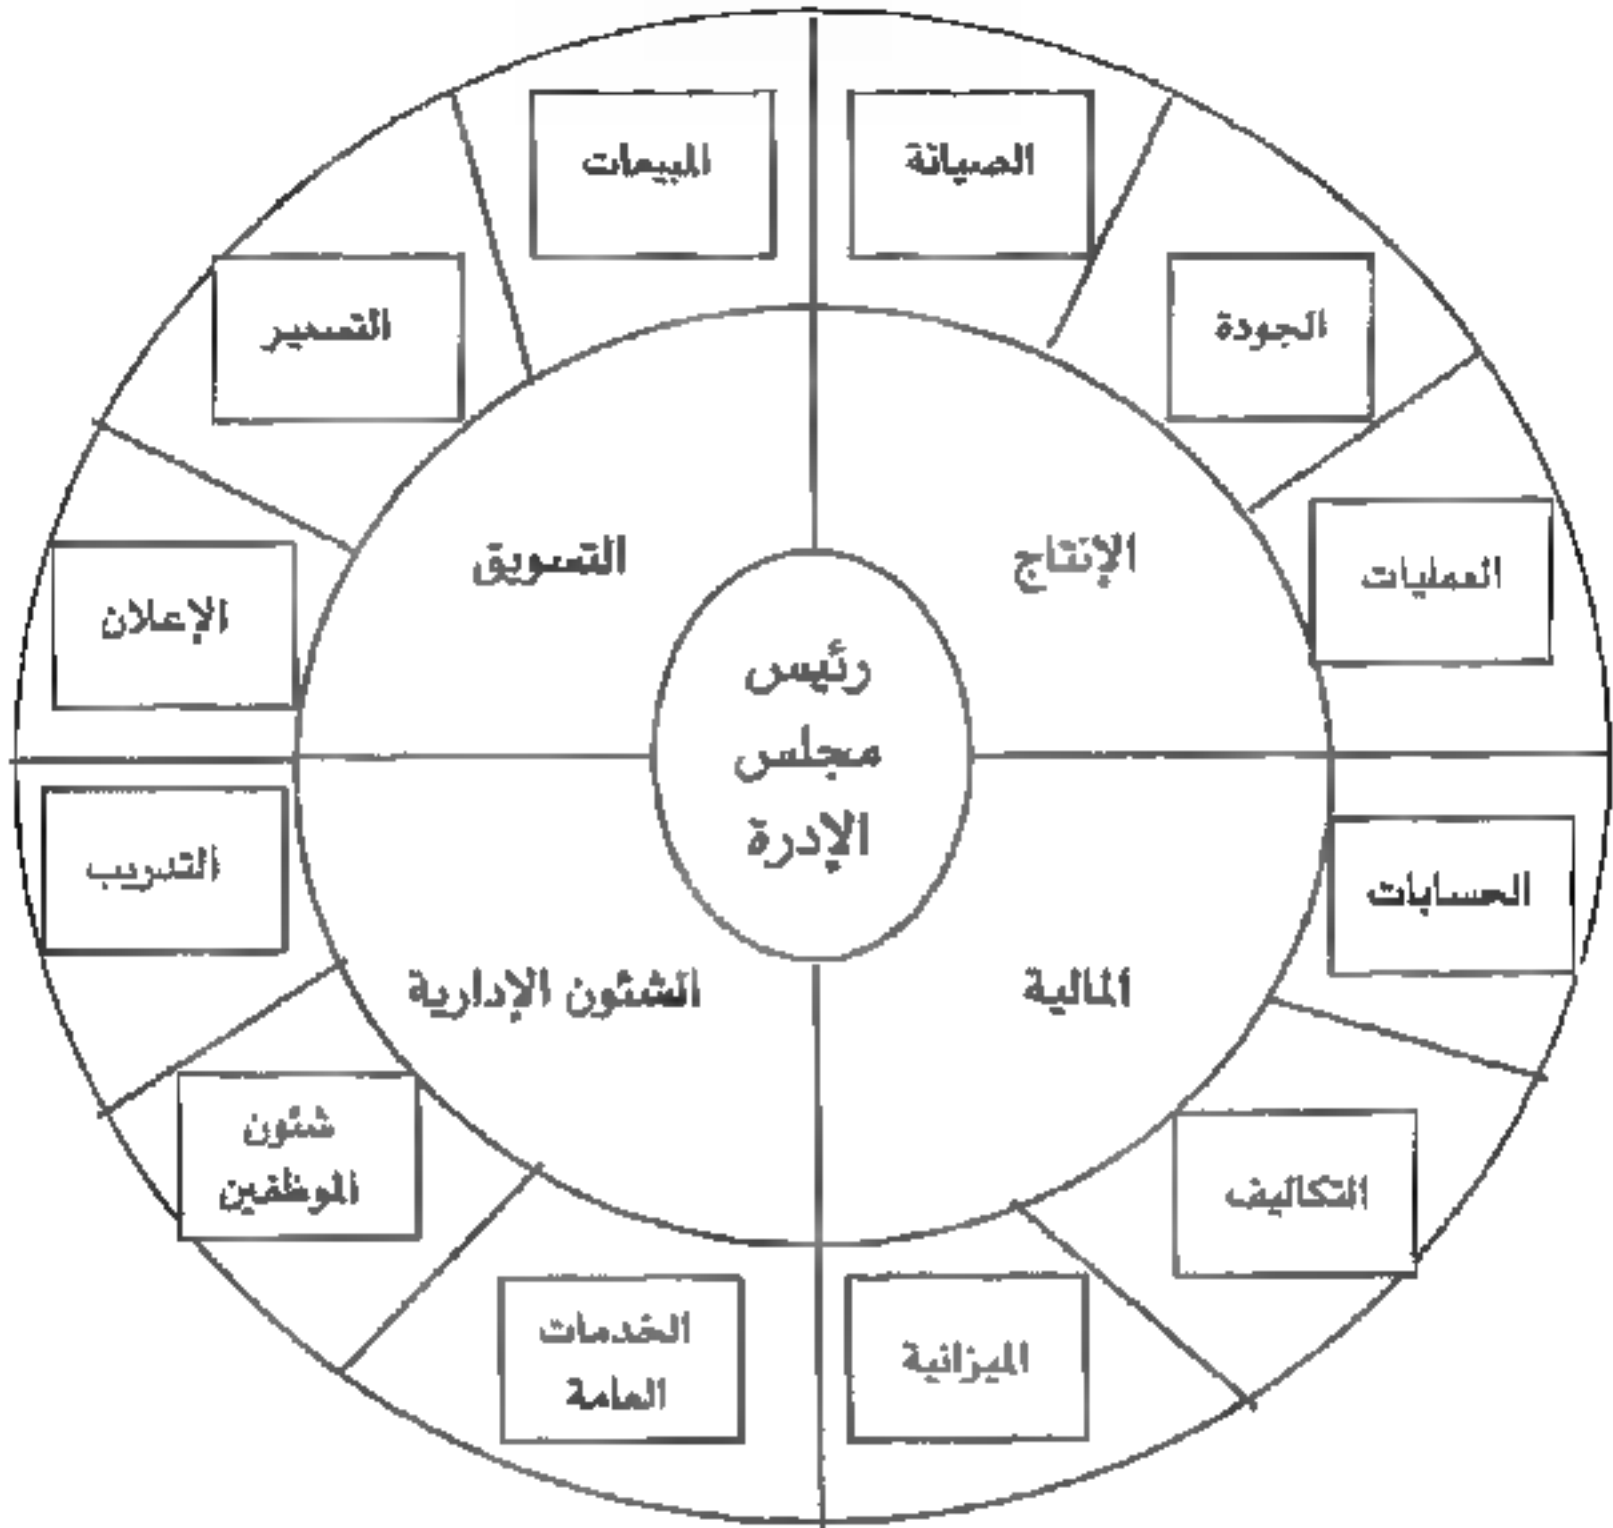 الصيانة
المبيعات
الجودة
التسعير
الإنتاج
التسويق
العمليات
الإعلان
رئيس
مجلس
الإدرة
الحسابات
التدريب
المالية
الشئون الإدارية
التكاليف
شئون
الموظفين
الميزانية
الخدمات
العامة